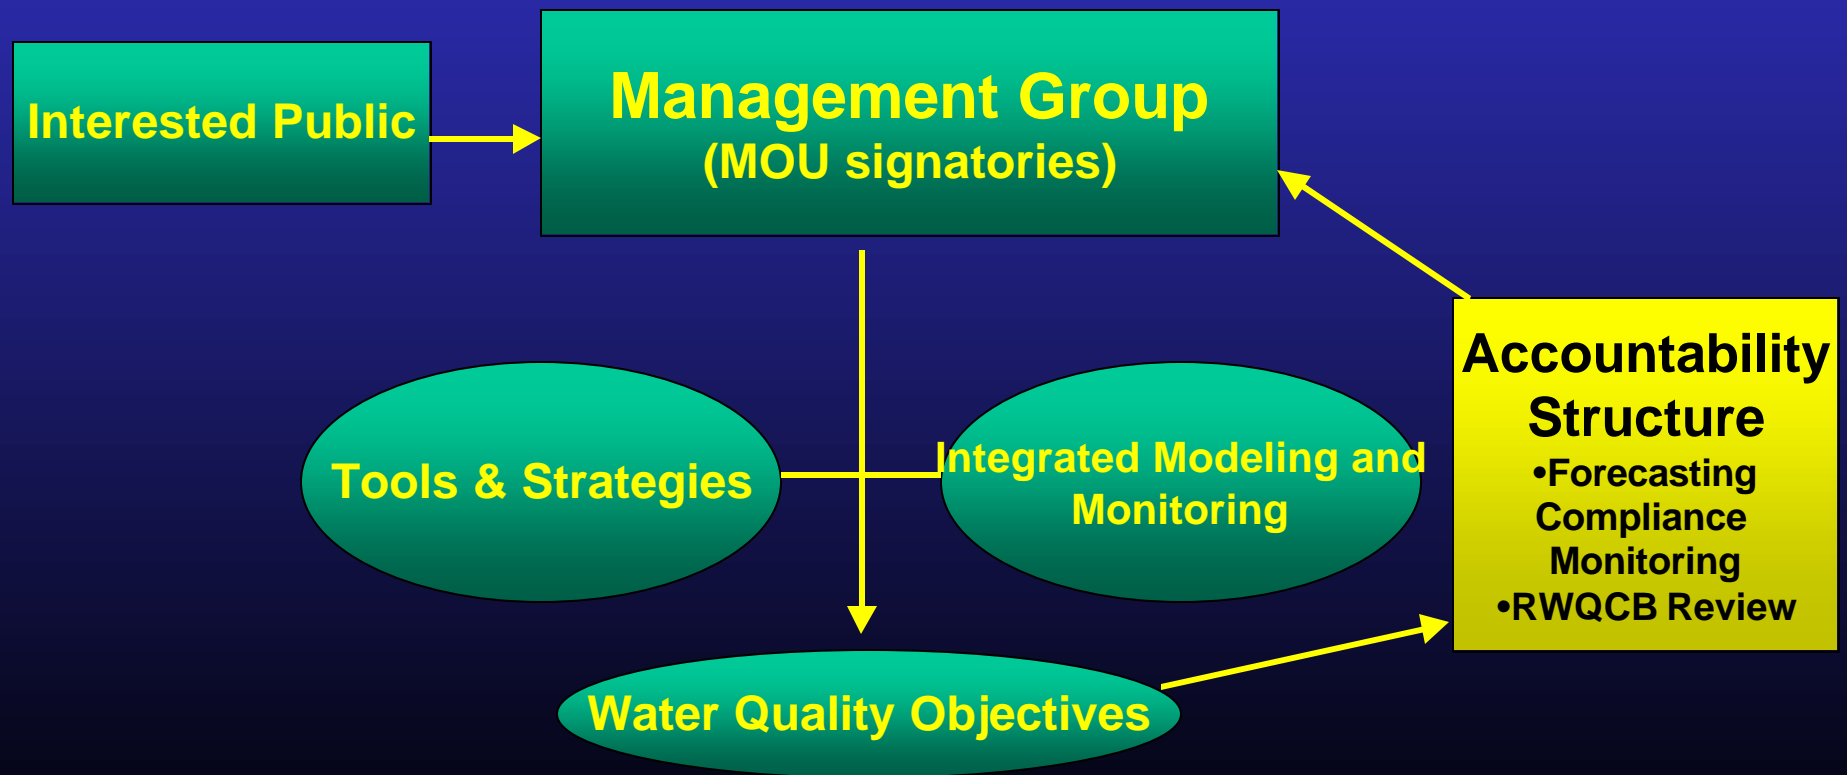 Interested Public
Management Group
(MOU signatories)
Tools & Strategies
Integrated Modeling and
Monitoring
Accountability
Structure
•Forecasting
Compliance
Monitoring
•RWQCB Review
Water Quality Objectives